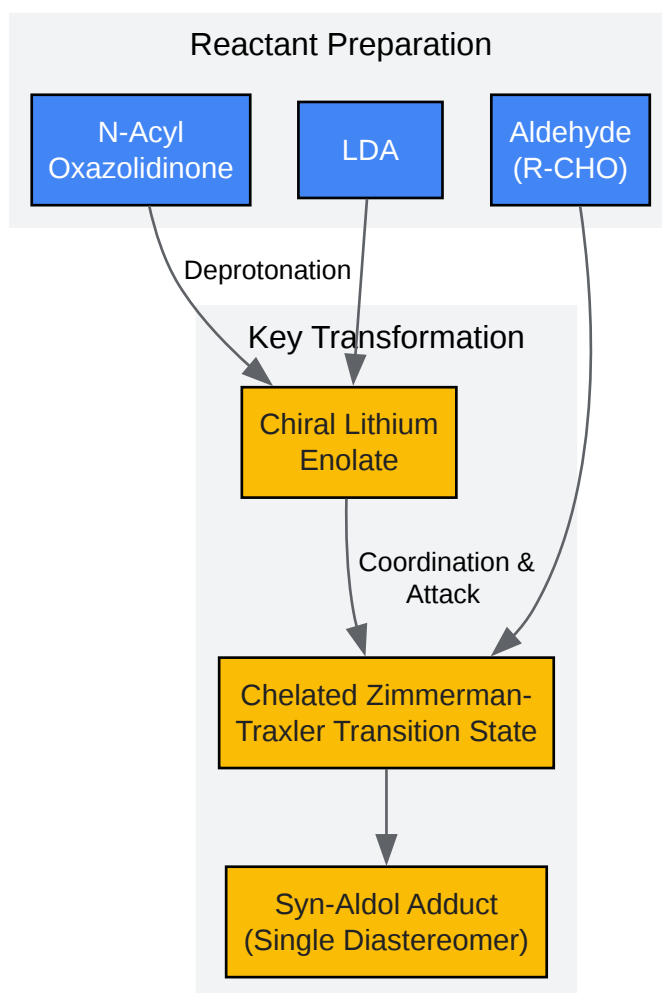 Reactant Preparation
N-Acyl
Oxazolidinone
LDA
Aldehyde
(R-CHO)
Deprotonation
Key Transformation
Chiral Lithium
Enolate
Coordination &
Attack
Chelated Zimmerman-
Traxler Transition State
Syn-Aldol Adduct
(Single Diastereomer)